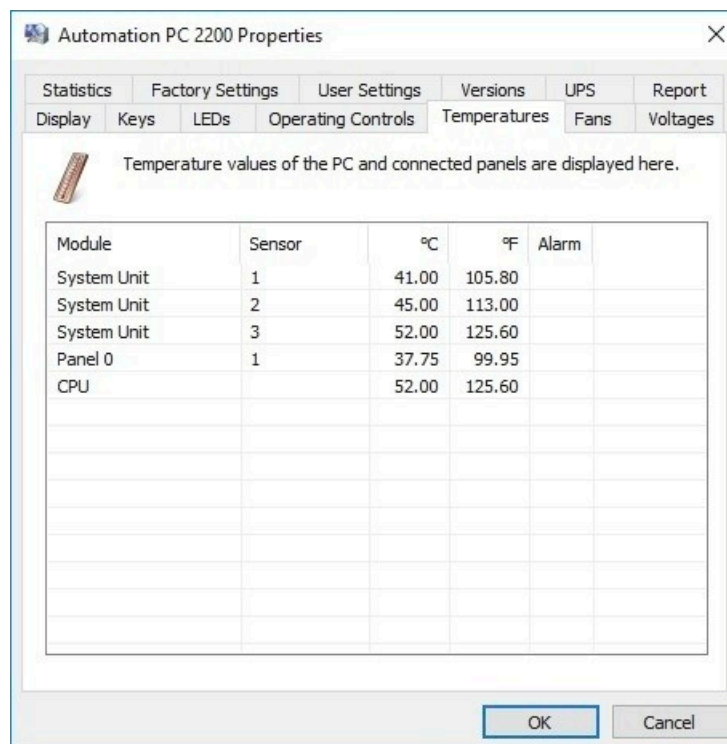 Automation PC 2200 Properties
Statistics Factory Settings User Settings Versions UPS Report
Display Keys LEDs Operating Controls Temperatures Fans Voltages
Temperature values of the PC and connected panels are displayed here.
Module Sensor °C °F Alarm
System Unit 1 41.00 105.80
System Unit 2 45.00 113.00
System Unit 3 52.00 125.60
Panel 0 1 37.75 99.95
CPU 52.00 125.60
OK Cancel